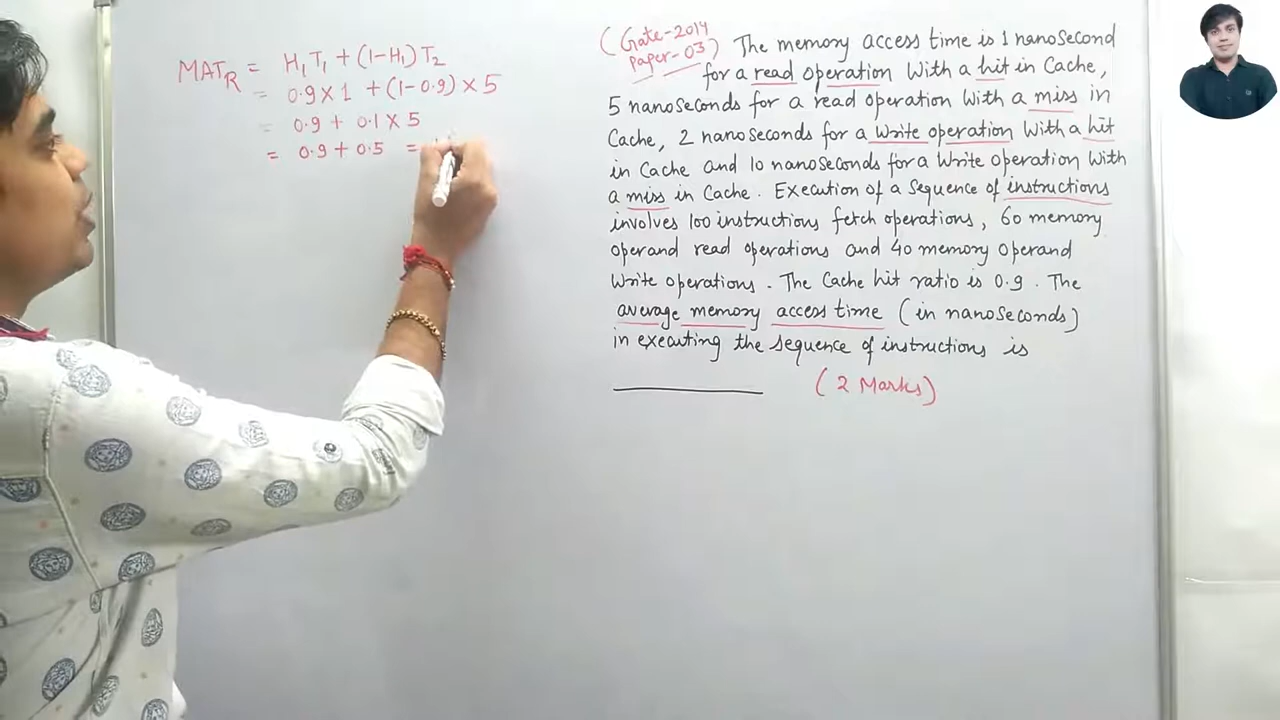 MATR = H1T1 + (1-H1) T2
= 0.9 × 1 + (1-0.9) × 5
= 0.9 + 0.1 × 5
= 0.9 + 0.5 =
(Gate-2014
paper-03)
The memory access time is 1 nanosecond
for a read operation with a hit in Cache,
5 nanoseconds for a read operation with a miss in
Cache, 2 nanoseconds for a write operation with a hit
in Cache and 10 nanoseconds for a write operation with
a miss in Cache. Execution of a sequence of instructions
involves 100 instructions fetch operations, 60 memory
operand read operations and 40 memory operand
write operations. The Cache hit ratio is 0.9. The
average memory access time (in nanoseconds)
in executing the sequence of instructions is
(2 Marks)